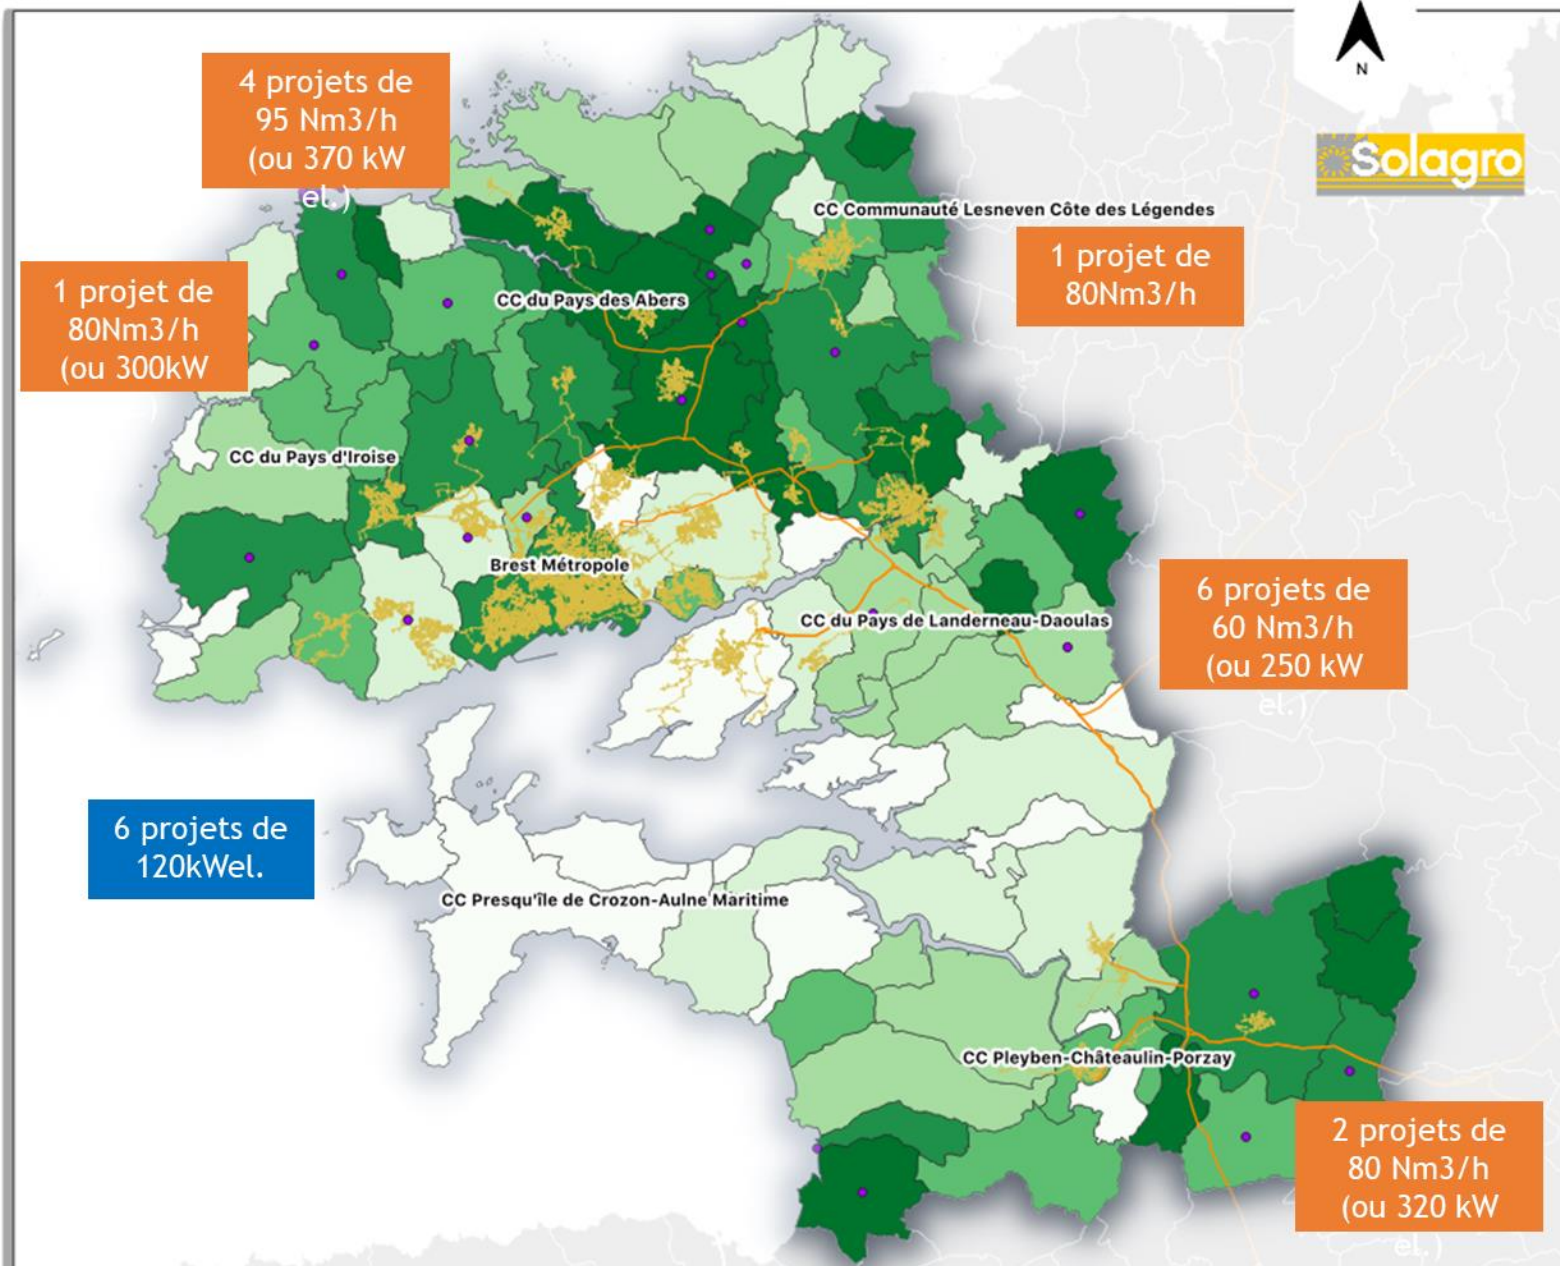 N
4 projets de
95 Nm3/h
(ou 370 kW
el.)
Solagro
CC Communauté Lesneven Côte des Légendes
1 projet de
80Nm3/h
1 projet de
80Nm3/h
(ou 300kW
CC du Pays des Abers
CC du Pays d'Iroise
Brest Métropole
6 projets de
60 Nm3/h
(ou 250 kW
el.)
CC du Pays de Landerneau-Daoulas
6 projets de
120kWel.
CC Presqu'île de Crozon-Aulne Maritime
CC Pleyben-Châteaulin-Porzay
2 projets de
80 Nm3/h
(ou 320 kW
el.)